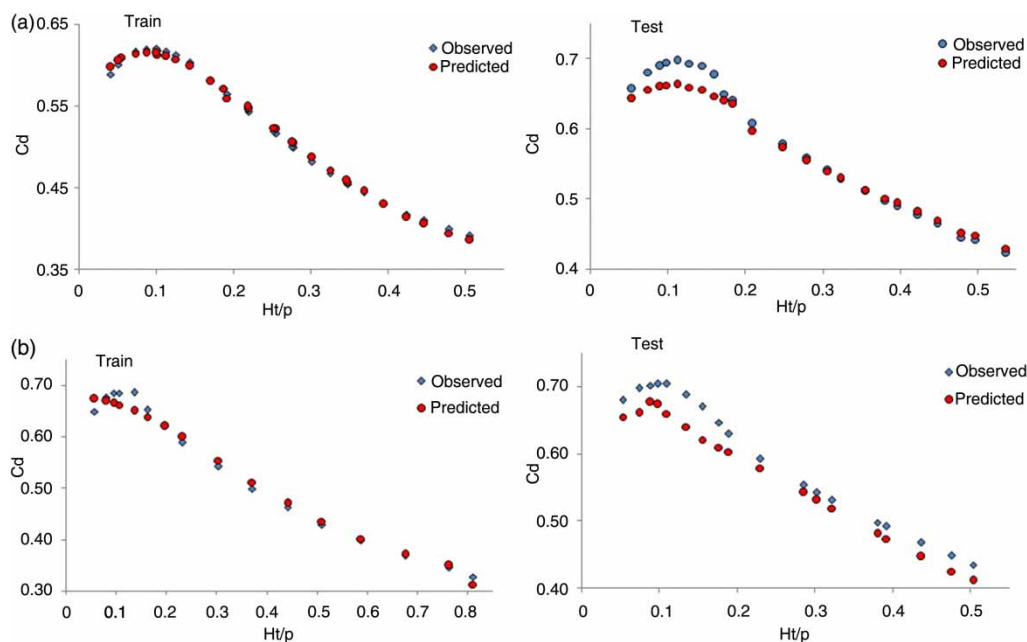 (a)
Train
0.65
0.55
0.45
0.35
Cd
0 0.1 0.2 0.3 0.4 0.5
Ht/p
Observed
Predicted
Test
0.7
0.6
0.5
0.4
Cd
0 0.1 0.2 0.3 0.4 0.5
Ht/p
Observed
Predicted
(b)
Train
0.70
0.60
0.50
0.40
0.30
Cd
0 0.1 0.2 0.3 0.4 0.5 0.6 0.7 0.8
Ht/p
Observed
Predicted
Test
0.70
0.60
0.50
0.40
Cd
0 0.1 0.2 0.3 0.4 0.5
Ht/p
Observed
Predicted